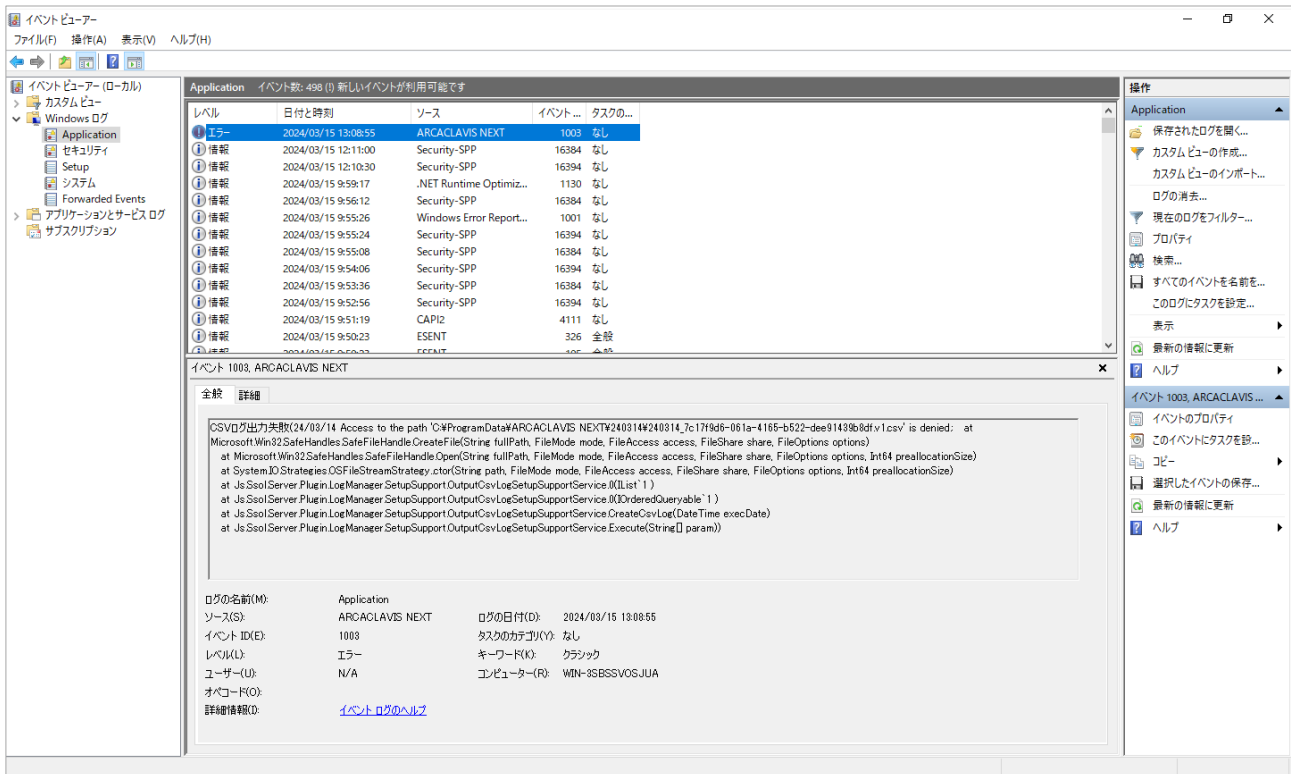 イベント ビューアー
ファイル(F) 操作(A) 表示(V) ヘルプ(H)
イベント ビューアー (ローカル)
カスタム ビュー
Windows ログ
Application
セキュリティ
Setup
システム
Forwarded Events
アプリケーションとサービス ログ
サブスクリプション
Application イベント数: 498 (!) 新しいイベントが利用可能です
レベル 日付と時刻 ソース イベント ... タスクの...
エラー 2024/03/15 13:08:55 ARCACLAVIS NEXT 1003 なし
情報 2024/03/15 12:11:00 Security-SPP 16384 なし
情報 2024/03/15 12:10:30 Security-SPP 16394 なし
情報 2024/03/15 9:59:17 .NET Runtime Optimiz... 1130 なし
情報 2024/03/15 9:56:12 Security-SPP 16384 なし
情報 2024/03/15 9:55:26 Windows Error Report... 1001 なし
情報 2024/03/15 9:55:24 Security-SPP 16394 なし
情報 2024/03/15 9:55:08 Security-SPP 16384 なし
情報 2024/03/15 9:54:06 Security-SPP 16394 なし
情報 2024/03/15 9:53:36 Security-SPP 16384 なし
情報 2024/03/15 9:52:56 Security-SPP 16394 なし
情報 2024/03/15 9:51:19 CAPI2 4111 なし
情報 2024/03/15 9:50:23 ESENT 326 全般
イベント 1003, ARCACLAVIS NEXT
全般 詳細
CSVログ出力失敗(24/03/14 Access to the path 'C:¥ProgramData¥ARCACLAVIS NEXT¥240314¥240314_7c17f9d6-061a-4165-b522-dee91439b8df.v1.csv' is denied; at
Microsoft.Win32.SafeHandles.SafeFileHandle.CreateFile(String fullPath, FileMode mode, FileAccess access, FileShare share, FileOptions options)
at Microsoft.Win32.SafeHandles.SafeFileHandle.Open(String fullPath, FileMode mode, FileAccess access, FileShare share, FileOptions options, Int64 preallocationSize)
at System.IO.Strategies.OSFileStreamStrategy..ctor(String path, FileMode mode, FileAccess access, FileShare share, FileOptions options, Int64 preallocationSize)
at Js.Ssol.Server.Plugin.LogManager.SetupSupport.OutputCsvLogSetupSupportService.0(IList`1 )
at Js.Ssol.Server.Plugin.LogManager.SetupSupport.OutputCsvLogSetupSupportService.0(IOrderedQueryable`1 )
at Js.Ssol.Server.Plugin.LogManager.SetupSupport.OutputCsvLogSetupSupportService.CreateCsvLog(DateTime execDate)
at Js.Ssol.Server.Plugin.LogManager.SetupSupport.OutputCsvLogSetupSupportService.Execute(String[] param))
ログの名前(M): Application
ソース(S): ARCACLAVIS NEXT ログの日付(D): 2024/03/15 13:08:55
イベント ID(E): 1003 タスクのカテゴリ(Y): なし
レベル(L): エラー キーワード(K): クラシック
ユーザー(U): N/A コンピューター(R): WIN-3SBSSVOSJUA
オペコード(O):
詳細情報(I): イベント ログのヘルプ
操作
Application
保存されたログを開く...
カスタム ビューの作成...
カスタム ビューのインポート...
ログの消去...
現在のログをフィルター...
プロパティ
検索...
すべてのイベントを名前を...
このログにタスクを設定...
表示
最新の情報に更新
ヘルプ
イベント 1003, ARCACLAVIS ...
イベントのプロパティ
このイベントにタスクを設...
コピー
選択したイベントの保存...
最新の情報に更新
ヘルプ